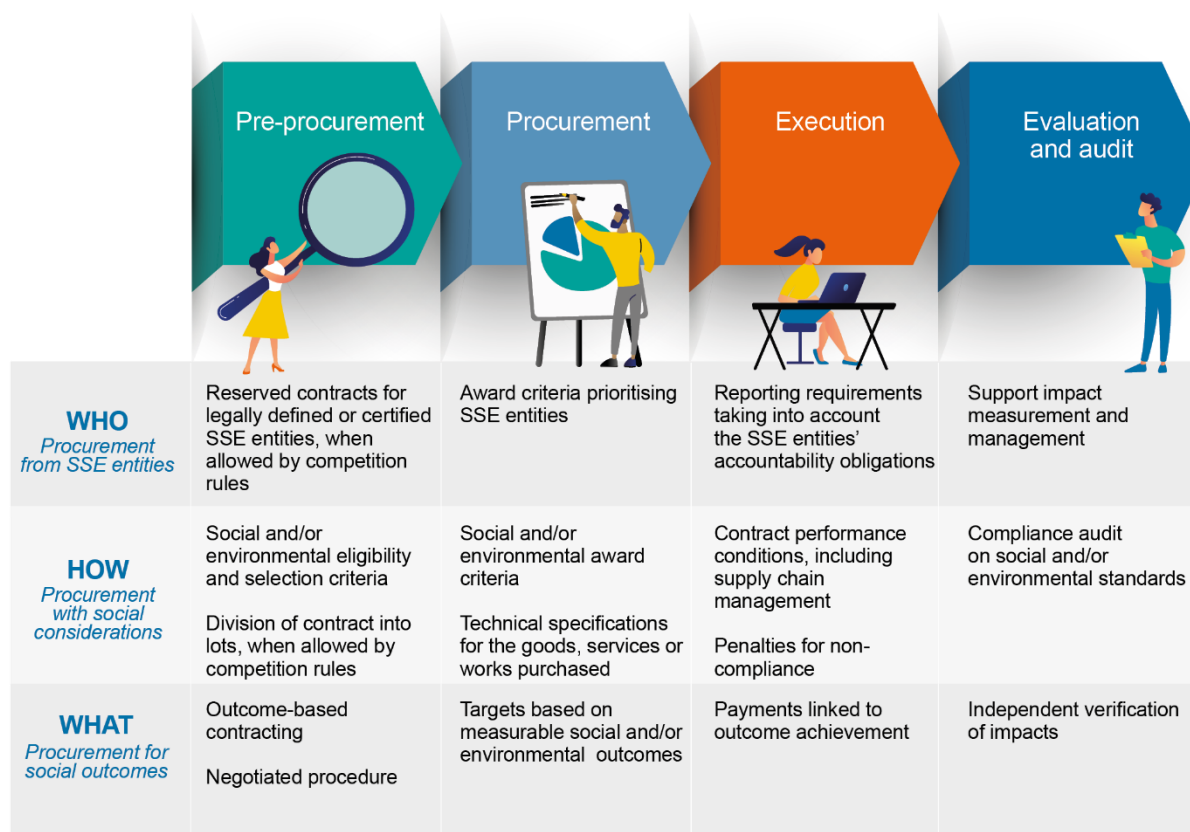 Pre-procurement
Procurement
Execution
Evaluation
and audit
WHO
Procurement
from SSE entities
Reserved contracts for
legally defined or certified
SSE entities, when
allowed by competition
rules
Award criteria prioritising
SSE entities
Reporting requirements
taking into account
the SSE entities’
accountability obligations
Support impact
measurement and
management
HOW
Procurement
with social
considerations
Social and/or
environmental eligibility
and selection criteria
Division of contract into
lots, when allowed by
competition rules
Social and/or
environmental award
criteria
Technical specifications
for the goods, services or
works purchased
Contract performance
conditions, including
supply chain
management
Penalties for non-
compliance
Compliance audit
on social and/or
environmental standards
WHAT
Procurement for
social outcomes
Outcome-based
contracting
Negotiated procedure
Targets based on
measurable social and/or
environmental outcomes
Payments linked to
outcome achievement
Independent verification
of impacts